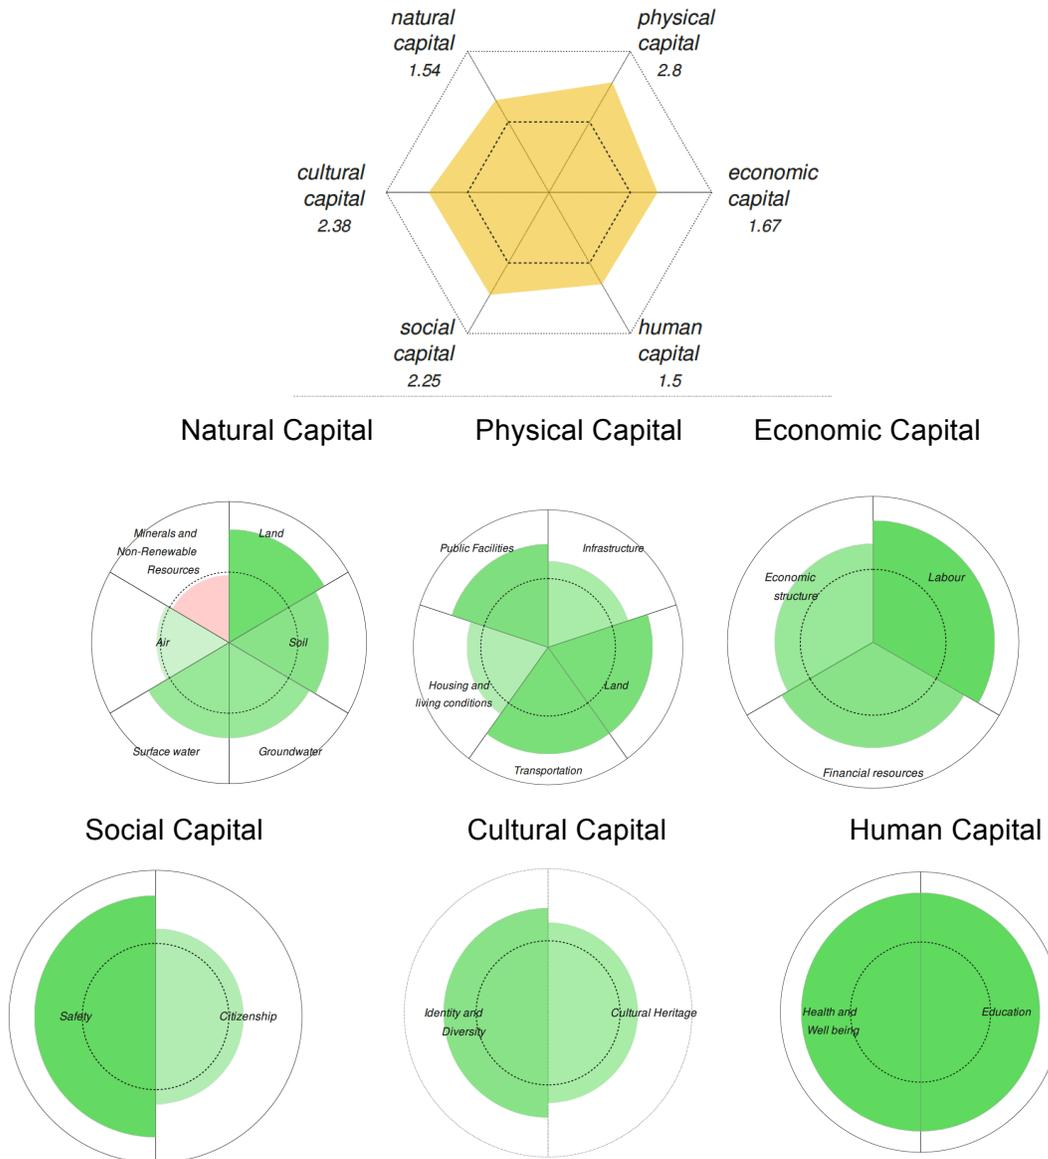 natural
capital
1.54
physical
capital
2.8
cultural
capital
2.38
economic
capital
1.67
social
capital
2.25
human
capital
1.5
Natural Capital
Physical Capital
Economic Capital
Minerals and
Non-Renewable
Resources
Land
Air
Soil
Surface water
Groundwater
Public Facilities
Infrastructure
Housing and
living conditions
Land
Transportation
Economic
structure
Labour
Financial resources
Social Capital
Cultural Capital
Human Capital
Safety
Citizenship
Identity and
Diversity
Cultural Heritage
Health and
Well being
Education